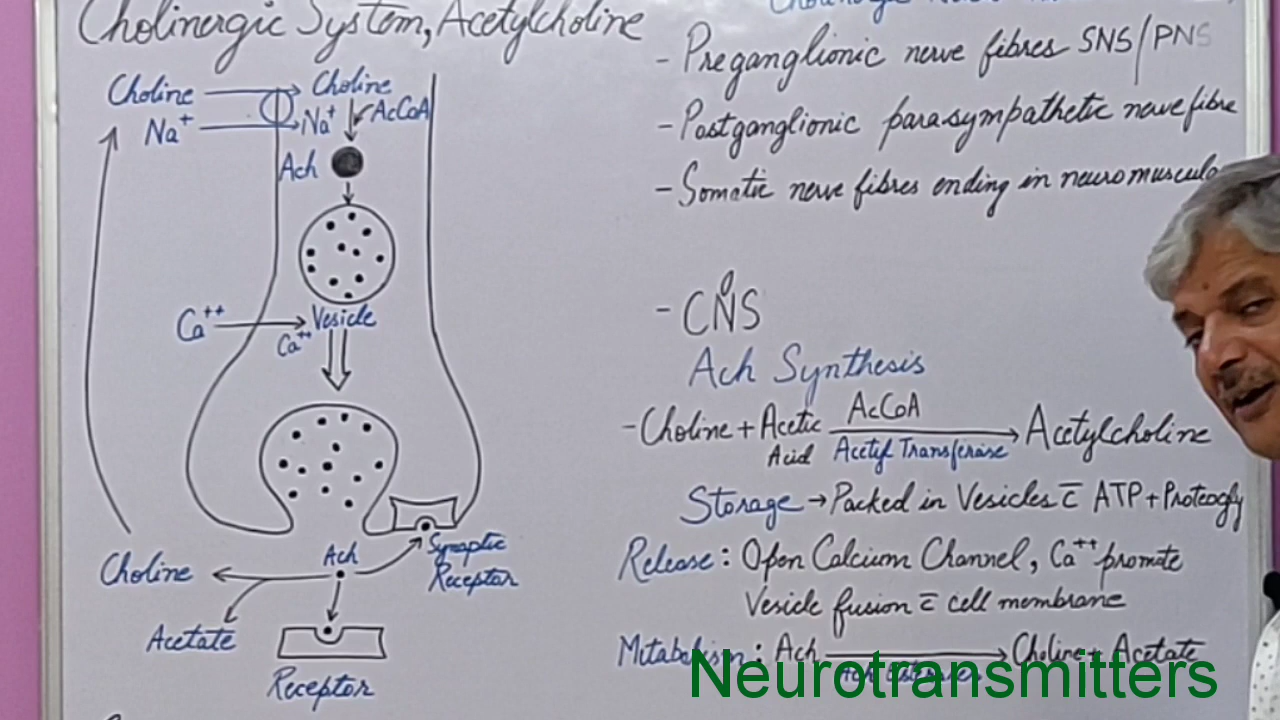 Cholinergic System, Acetylcholine
Choline → Choline
Na+ → Na+
AcCoA
Ach
Vesicle
Ca++
Ca++
Ach
Synaptic
Receptor
Choline
Acetate
Receptor
- Preganglionic nerve fibres SNS/PNS
- Postganglionic parasympathetic nerve fibre
- Somatic nerve fibres ending in
- CNS
Ach Synthesis
- Choline + Acetic Acid AcCoA Acetyl Transferase → Acetylcholine
Storage → Packed in Vesicles c̄ ATP +
Release : Open Calcium Channel, Ca++ promote
Vesicle fusion c̄ cell membrane
: Ach → Choline + Acetate
Neurotransmitters